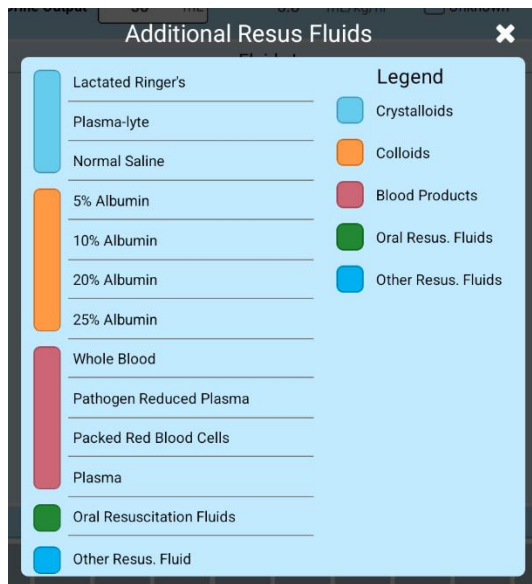 Additional Resus Fluids
Lactated Ringer's
Plasma-lyte
Normal Saline
5% Albumin
10% Albumin
20% Albumin
25% Albumin
Whole Blood
Pathogen Reduced Plasma
Packed Red Blood Cells
Plasma
Oral Resuscitation Fluids
Other Resus. Fluid
Legend
Crystalloids
Colloids
Blood Products
Oral Resus. Fluids
Other Resus. Fluids